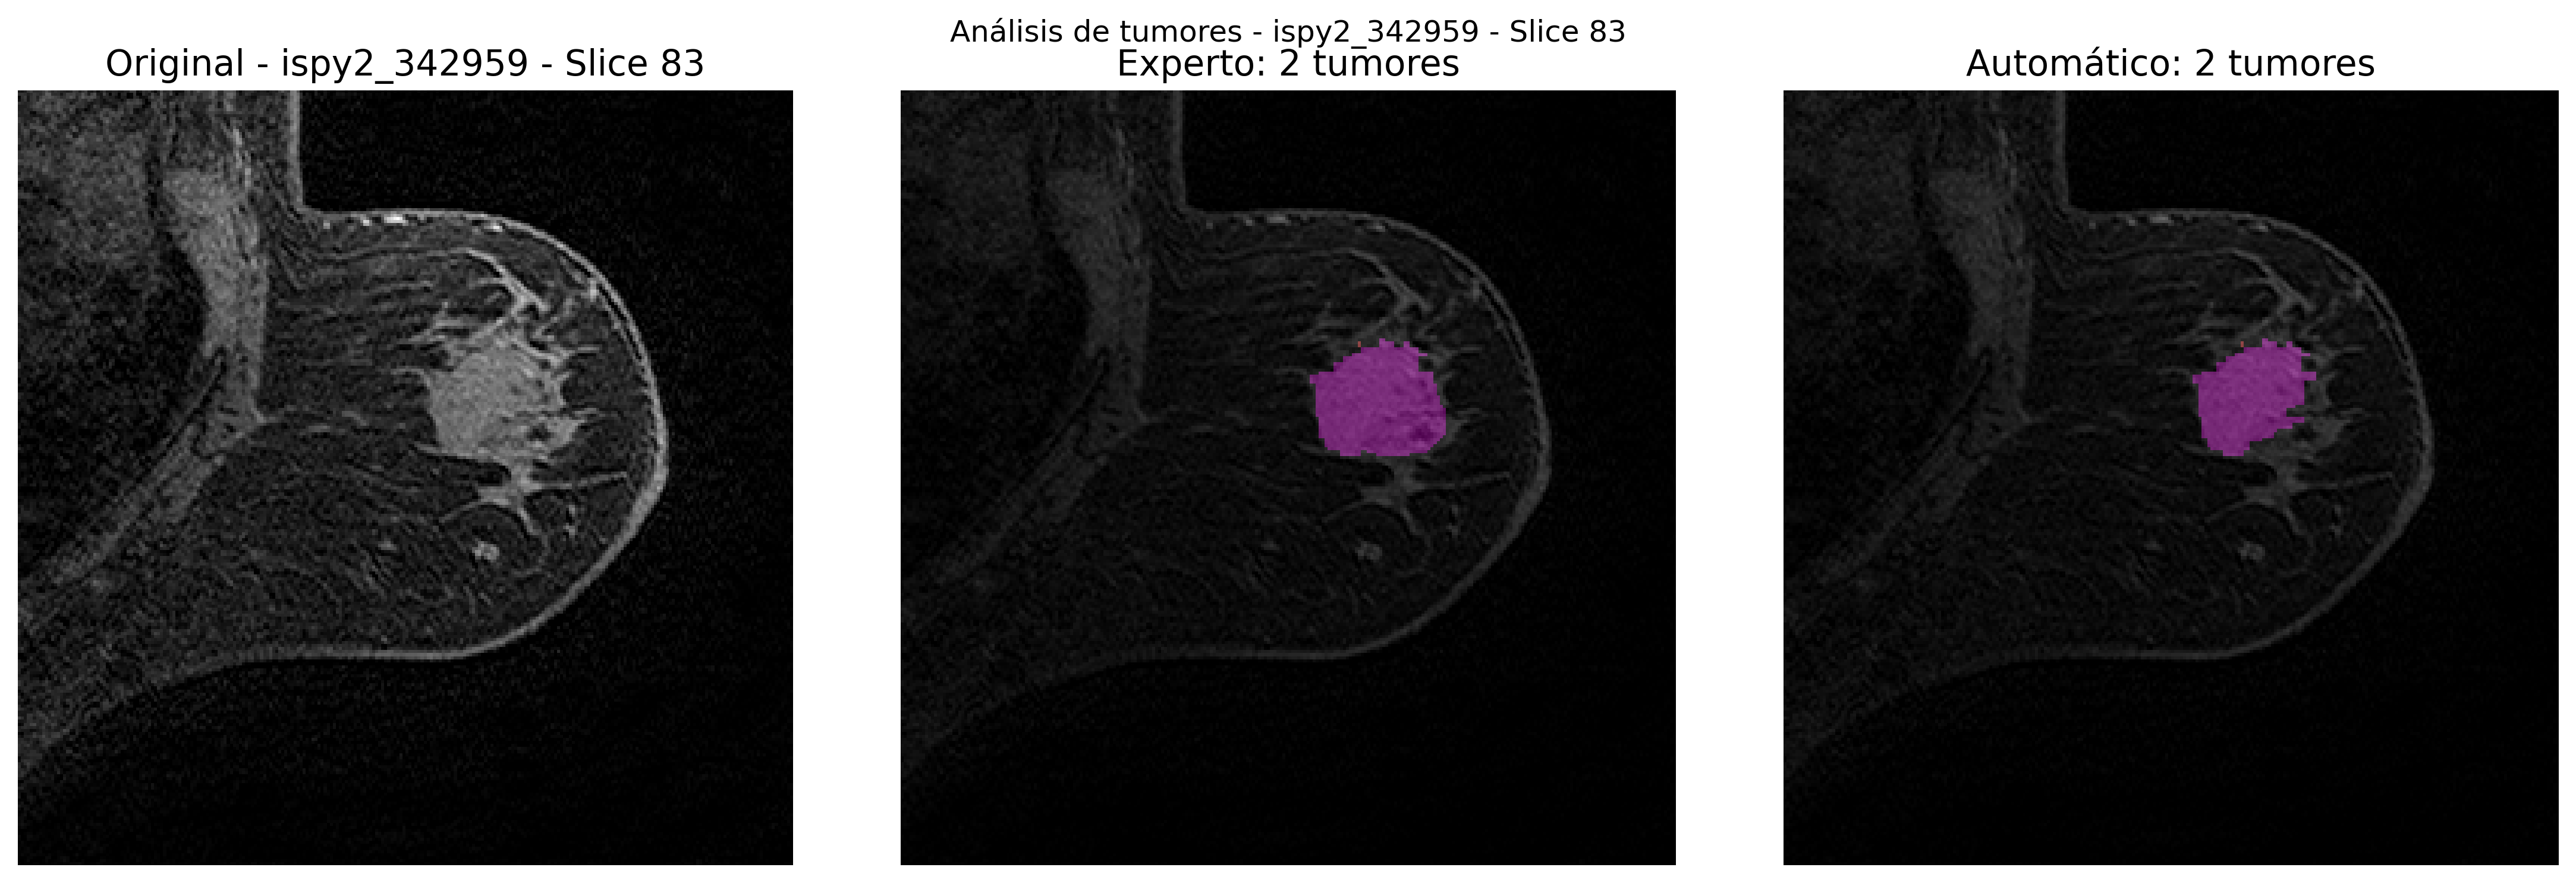 Análisis de tumores - ispy2_342959 - Slice 83
Original - ispy2_342959 - Slice 83
Experto: 2 tumores
Automático: 2 tumores